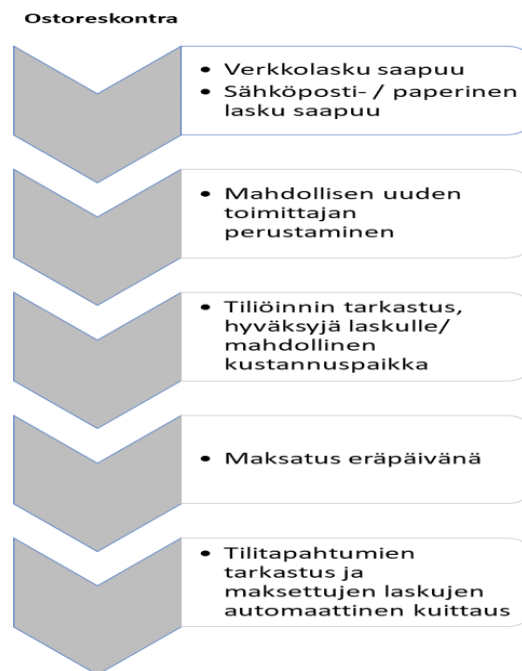 Ostoreskontra
• Verkkolasku saapuu
• Sähköposti- / paperinen
lasku saapuu
• Mahdollisen uuden
toimittajan
perustaminen
• Tiliöinnin tarkastus,
hyväksyjä laskulle/
mahdollinen
kustannuspaikka
• Maksatus eräpäivänä
• Tilitapahtumien
tarkastus ja
maksettujen laskujen
automaattinen kuittaus